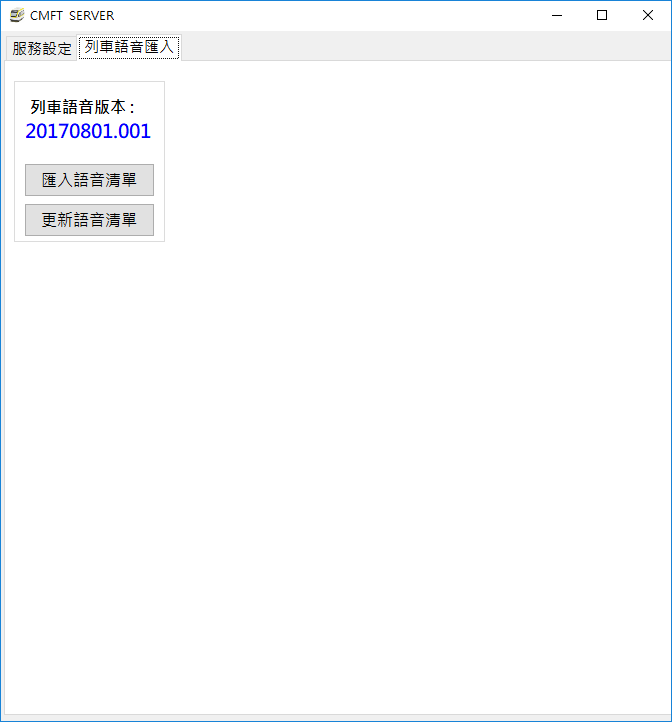 CMFT SERVER
服務設定 列車語音匯入
列車語音版本 :
20170801.001
匯入語音清單
更新語音清單